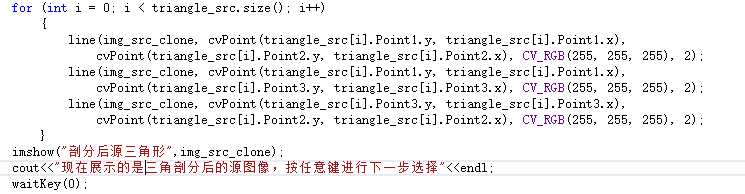 for (int i = 0; i < triangle_src.size(); i++)
{
line(img_src_clone, cvPoint(triangle_src[i].Point1.y, triangle_src[i].Point1.x),
cvPoint(triangle_src[i].Point2.y, triangle_src[i].Point2.x), CV_RGB(255, 255, 255), 2);
line(img_src_clone, cvPoint(triangle_src[i].Point1.y, triangle_src[i].Point1.x),
cvPoint(triangle_src[i].Point3.y, triangle_src[i].Point3.x), CV_RGB(255, 255, 255), 2);
line(img_src_clone, cvPoint(triangle_src[i].Point3.y, triangle_src[i].Point3.x),
cvPoint(triangle_src[i].Point2.y, triangle_src[i].Point2.x), CV_RGB(255, 255, 255), 2);
}
imshow("剖分后源三角形",img_src_clone);
cout<<"现在展示的是三角剖分后的源图像，按任意键进行下一步选择"<<endl;
waitKey(0);